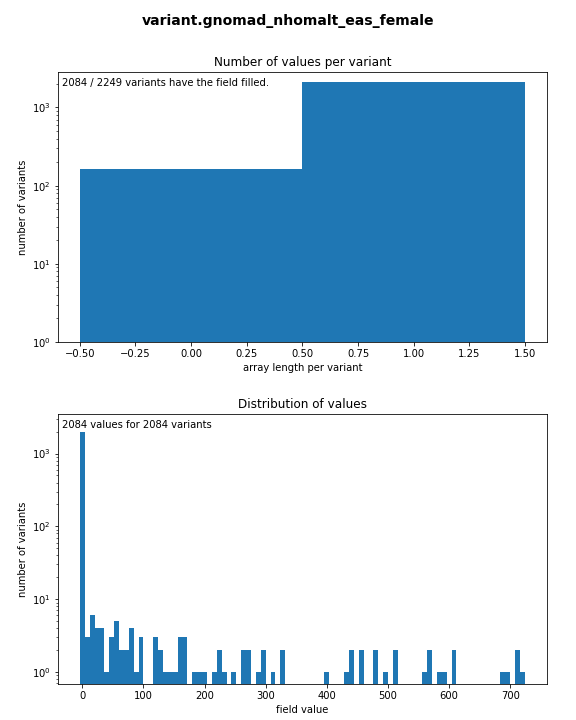 variant.gnomad_nhomalt_eas_female
Number of values per variant
2084 / 2249 variants have the field filled.
number of variants
10³
10²
10¹
10⁰
−0.50 −0.25 0.00 0.25 0.50 0.75 1.00 1.25 1.50
array length per variant
Distribution of values
2084 values for 2084 variants
number of variants
10³
10²
10¹
10⁰
0 100 200 300 400 500 600 700
field value